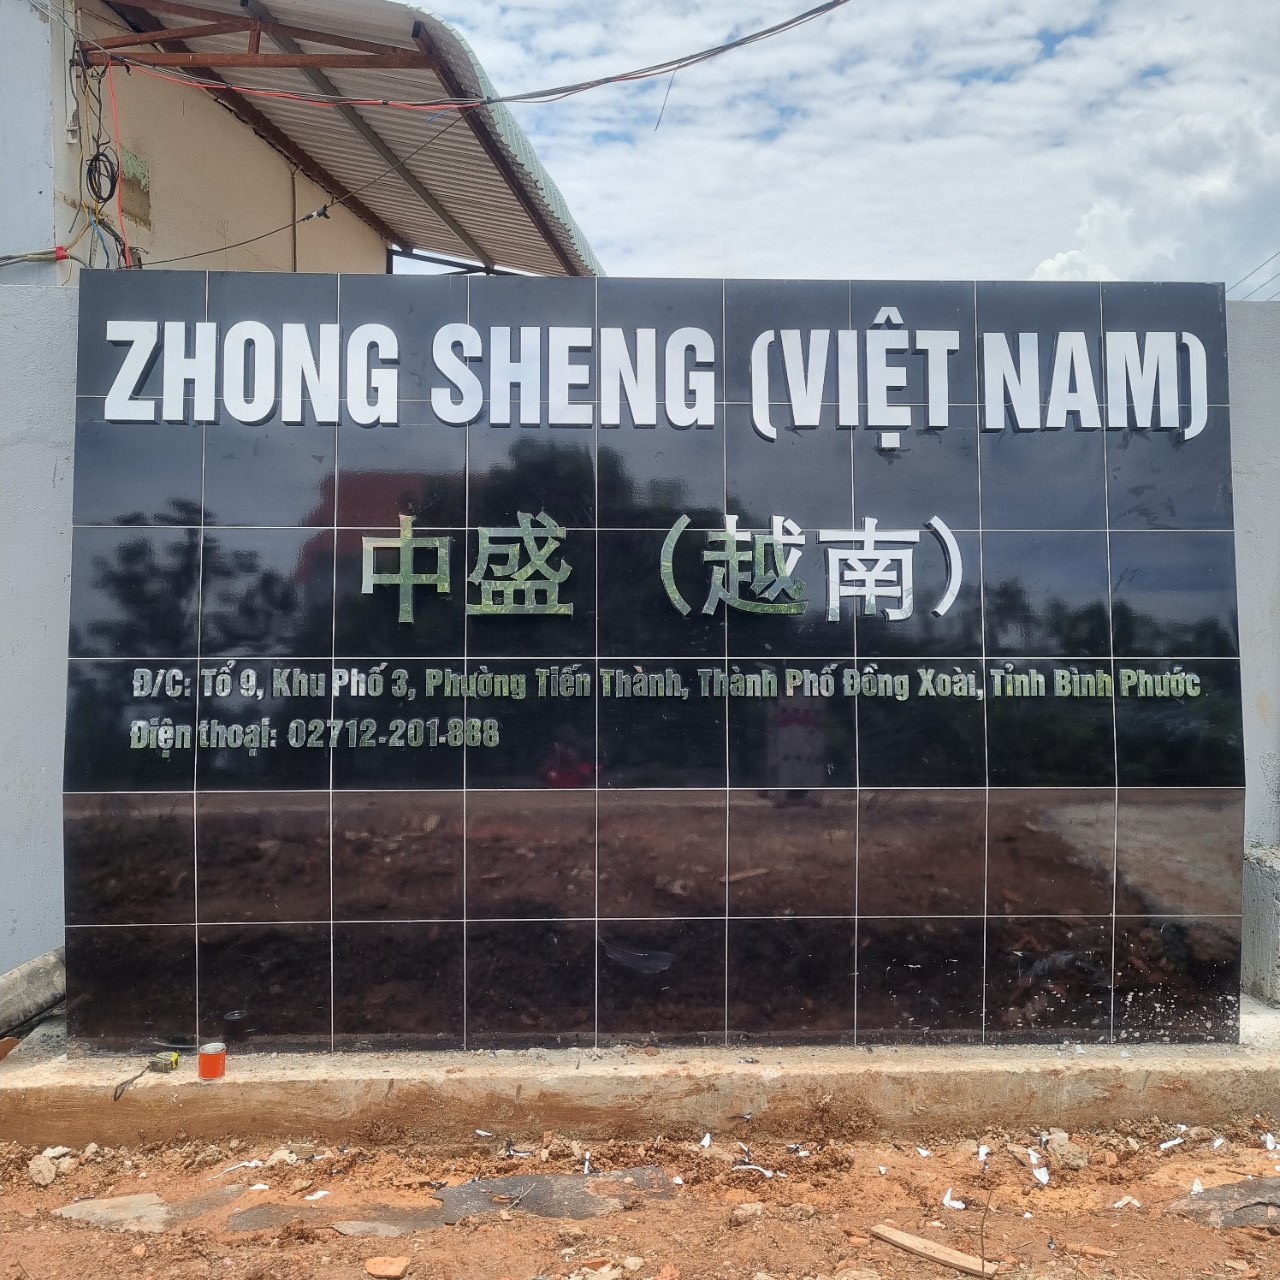 ZHONG SHENG (VIỆT NAM)
中盛（越南）
Đ/C: Tổ 9, Khu Phố 3, Phường Tiến Thành, Thành Phố Đồng Xoài, Tỉnh Bình Phước
Điện thoại: 02712-201-888